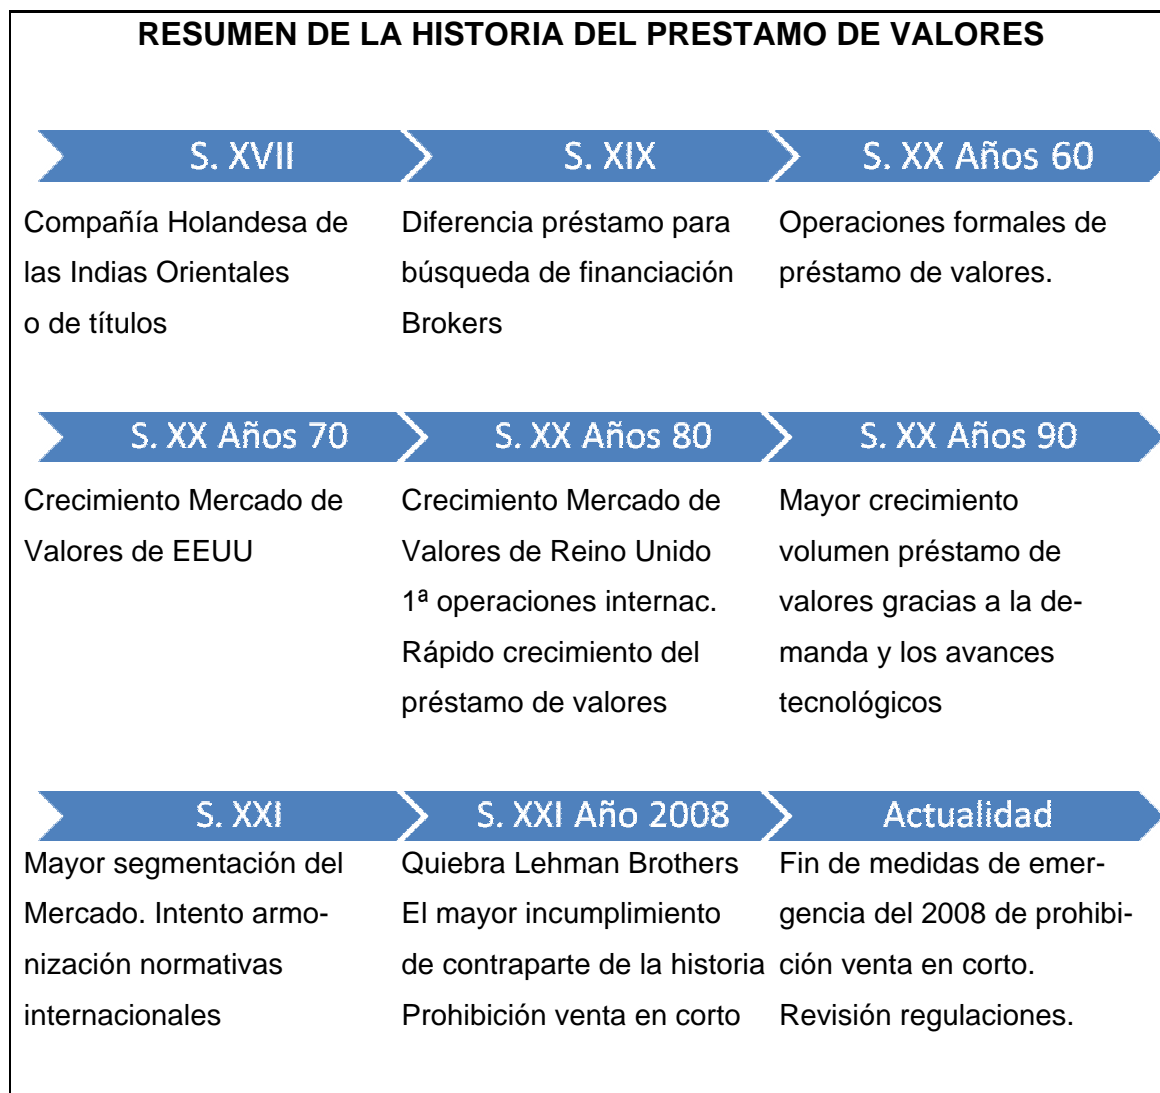 RESUMEN DE LA HISTORIA DEL PRESTAMO DE VALORES
S. XVII
Compañía Holandesa de
las Indias Orientales
o de títulos
S. XIX
Diferencia préstamo para
búsqueda de financiación
Brokers
S. XX Años 60
Operaciones formales de
préstamo de valores.
S. XX Años 70
Crecimiento Mercado de
Valores de EEUU
S. XX Años 80
Crecimiento Mercado de
Valores de Reino Unido
1ª operaciones internac.
Rápido crecimiento del
préstamo de valores
S. XX Años 90
Mayor crecimiento
volumen préstamo de
valores gracias a la de-
manda y los avances
tecnológicos
S. XXI
Mayor segmentación del
Mercado. Intento armo-
nización normativas
internacionales
S. XXI Año 2008
Quiebra Lehman Brothers
El mayor incumplimiento
de contraparte de la historia
Prohibición venta en corto
Actualidad
Fin de medidas de emer-
gencia del 2008 de prohibi-
ción venta en corto.
Revisión regulaciones.